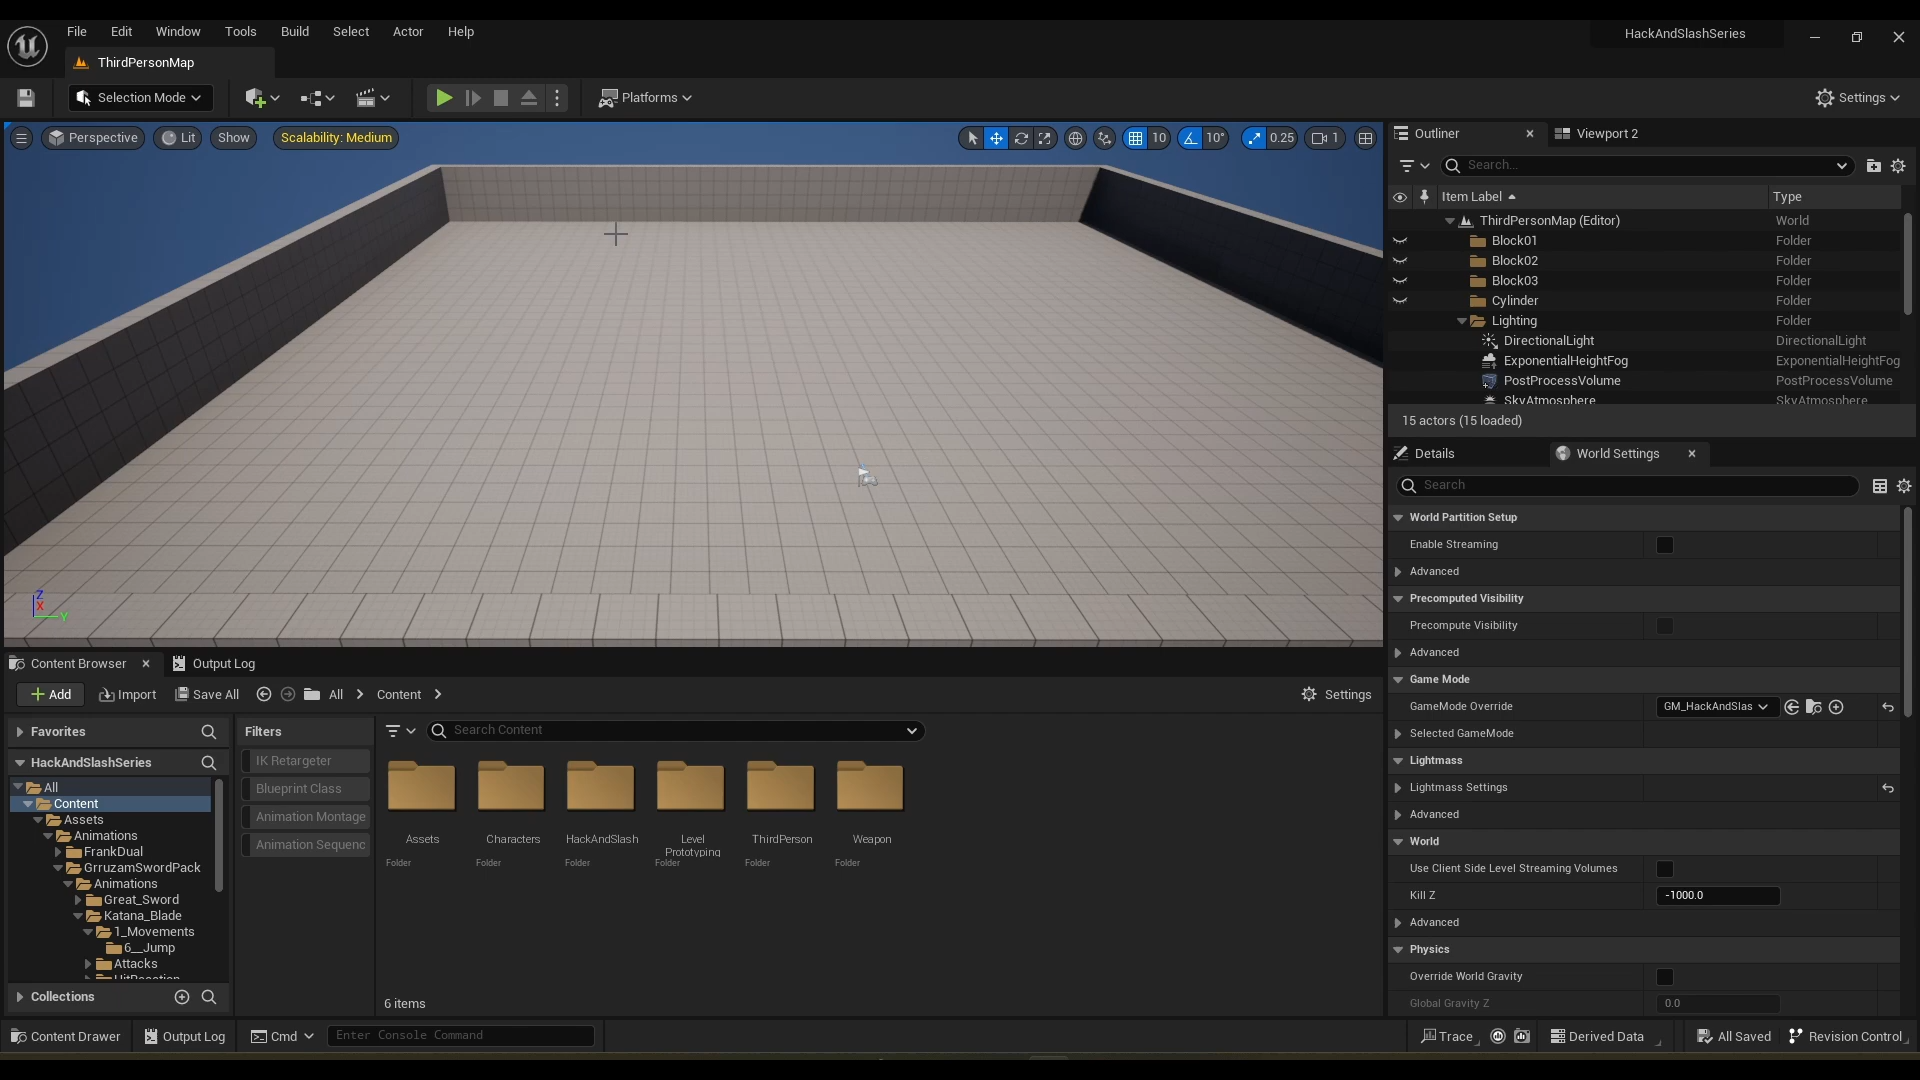 File Edit Window Tools Build Select Actor Help
HackAndSlashSeries
ThirdPersonMap
Selection Mode
Platforms
Settings
Perspective Lit Show Scalability: Medium
10 10° 0.25 1
Outliner
Viewport 2
Search...
Item Label Type
ThirdPersonMap (Editor) World
Block01 Folder
Block02 Folder
Block03 Folder
Cylinder Folder
Lighting Folder
DirectionalLight DirectionalLight
ExponentialHeightFog ExponentialHeightFog
PostProcessVolume PostProcessVolume
SkyAtmosphere SkyAtmosphere
15 actors (15 loaded)
Details
World Settings
Search
World Partition Setup
Enable Streaming
Advanced
Precomputed Visibility
Precompute Visibility
Advanced
Game Mode
GameMode Override GM_HackAndSlas
Selected GameMode
Lightmass
Lightmass Settings
Advanced
World
Use Client Side Level Streaming Volumes
Kill Z -1000.0
Advanced
Physics
Override World Gravity
Global Gravity Z 0.0
Z
X
Y
Content Browser
Output Log
Add Import Save All All Content
Settings
Favorites
HackAndSlashSeries
All
Content
Assets
Animations
FrankDual
GrruzamSwordPack
Animations
Great_Sword
Katana_Blade
1_Movements
6__Jump
Attacks
HitReaction
Collections
Filters
IK Retargeter
Blueprint Class
Animation Montage
Animation Sequenc
Search Content
Assets
Folder
Characters
Folder
HackAndSlash
Folder
Level
Prototyping
Folder
ThirdPerson
Folder
Weapon
Folder
6 items
Content Drawer Output Log Cmd Enter Console Command
Trace Derived Data All Saved Revision Control